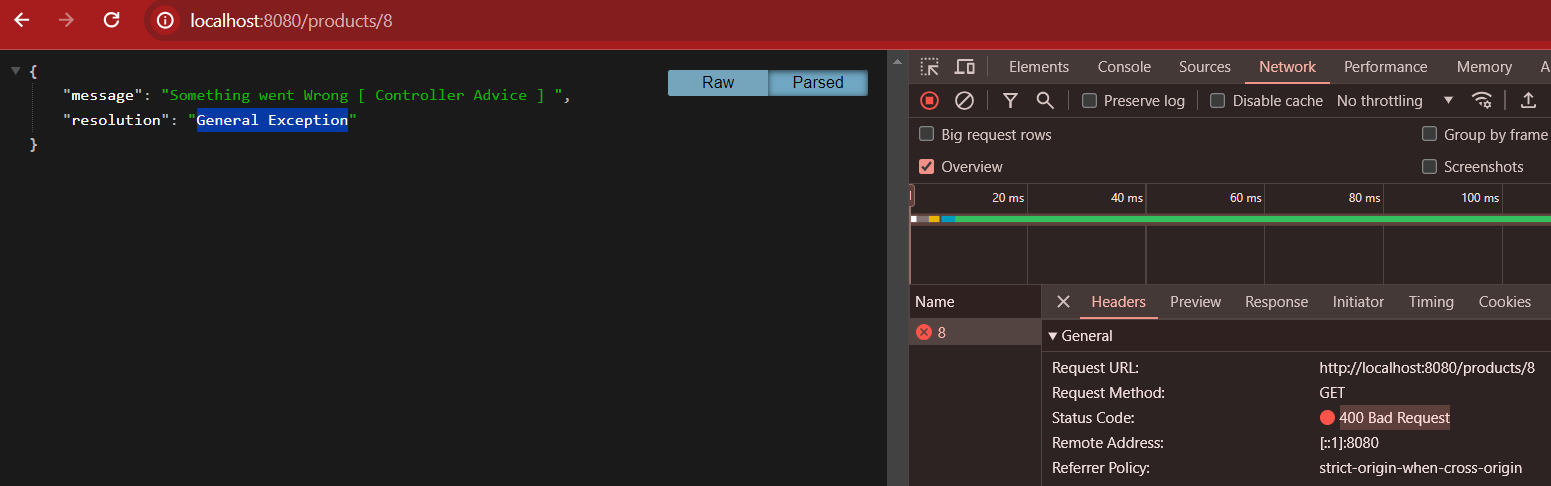 localhost:8080/products/8
{
"message": "Something went Wrong [ Controller Advice ] ",
"resolution": "General Exception"
}
Raw Parsed
Elements Console Sources Network Performance Memory A
Preserve log Disable cache No throttling
Big request rows Group by frame
Overview Screenshots
20 ms 40 ms 60 ms 80 ms 100 ms
Name
8
Headers Preview Response Initiator Timing Cookies
General
Request URL: http://localhost:8080/products/8
Request Method: GET
Status Code: 400 Bad Request
Remote Address: [::1]:8080
Referrer Policy: strict-origin-when-cross-origin